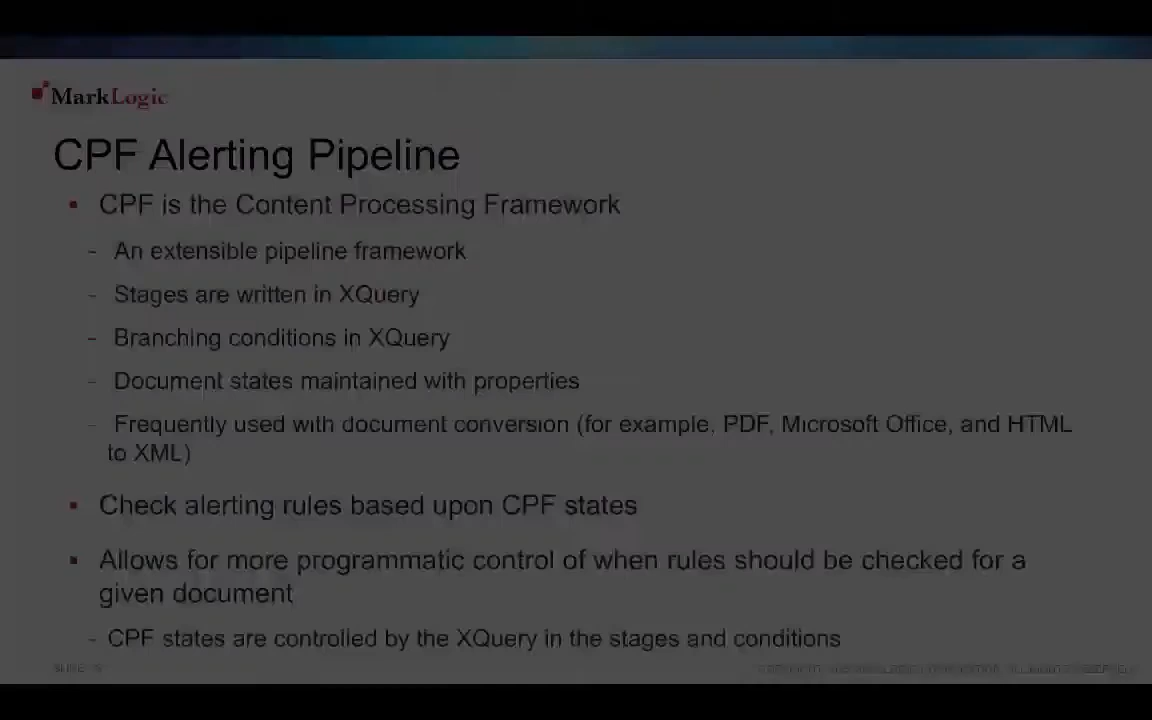 MarkLogic
CPF Alerting Pipeline
▪ CPF is the Content Processing Framework
- An extensible pipeline framework
- Stages are written in XQuery
- Branching conditions in XQuery
- Document states maintained with properties
- Frequently used with document conversion (for example, PDF, Microsoft Office, and HTML
to XML)
▪ Check alerting rules based upon CPF states
▪ Allows for more programmatic control of when rules should be checked for a
given document
- CPF states are controlled by the XQuery in the stages and conditions
SLIDE